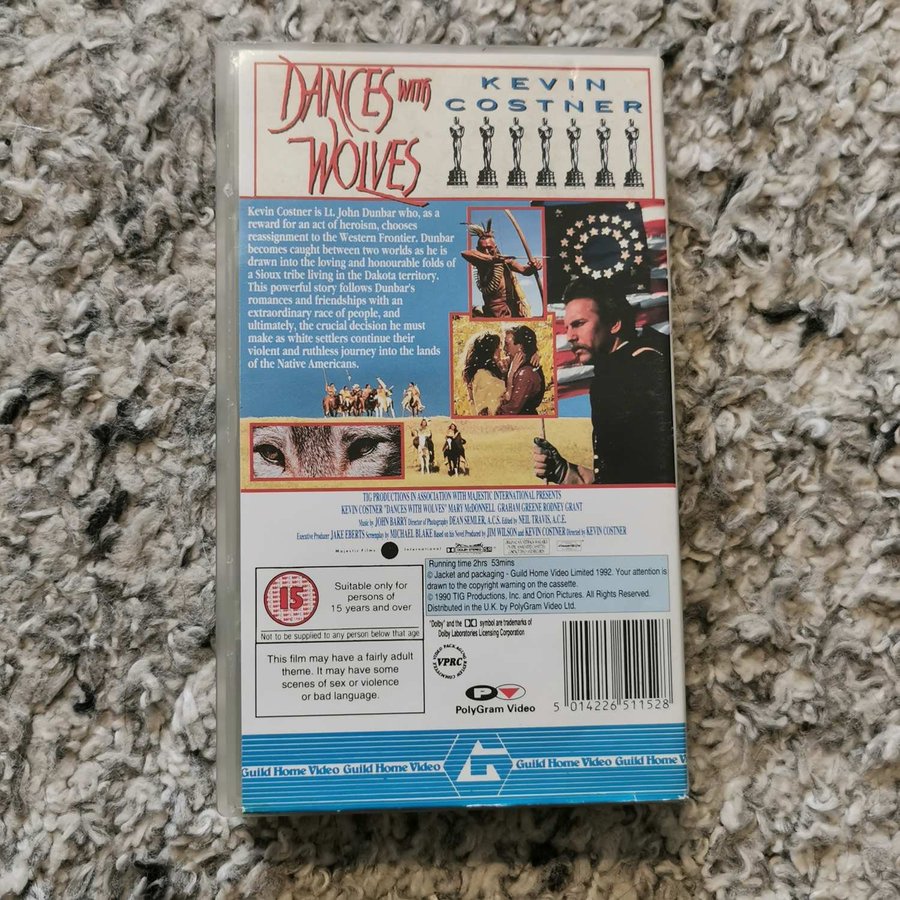 DANCES WITH
WOLVES
KEVIN
COSTNER
Kevin Costner is Lt. John Dunbar who, as a
reward for an act of heroism, chooses
reassignment to the Western Frontier. Dunbar
becomes caught between two worlds as he is
drawn into the loving and honourable folds of
a Sioux tribe living in the Dakota territory.
This powerful story follows Dunbar's
romances and friendships with an
extraordinary race of people, and
ultimately, the crucial decision he must
make as white settlers continue their
violent and ruthless journey into the lands
of the Native Americans.
TIG PRODUCTIONS IN ASSOCIATION WITH MAJESTIC INTERNATIONAL PRESENTS
KEVIN COSTNER "DANCES WITH WOLVES" MARY McDONNELL GRAHAM GREENE RODNEY GRANT
Music by JOHN BARRY Director of Photography DEAN SEMLER, A.C.S. Edited by NEIL TRAVIS, A.C.E.
Executive Producer JAKE EBERTS Screenplay by MICHAEL BLAKE Based on his Novel Produced by JIM WILSON and KEVIN COSTNER Directed by KEVIN COSTNER
Majestic Films International
Running time 2hrs 53mins
© Jacket and packaging - Guild Home Video Limited 1992. Your attention is
drawn to the copyright warning on the cassette.
© 1990 TIG Productions, Inc. and Orion Pictures. All Rights Reserved.
Distributed in the U.K. by PolyGram Video Ltd.
15
Suitable only for
persons of
15 years and over
Not to be supplied to any person below that age
This film may have a fairly adult
theme. It may have some
scenes of sex or violence
or bad language.
"Dolby" and the symbol are trademarks of
Dolby Laboratories Licensing Corporation
VPRC
PolyGram Video
5 014226 511528
Guild Home Video Guild Home Video G Guild Home Video Guild Home Video